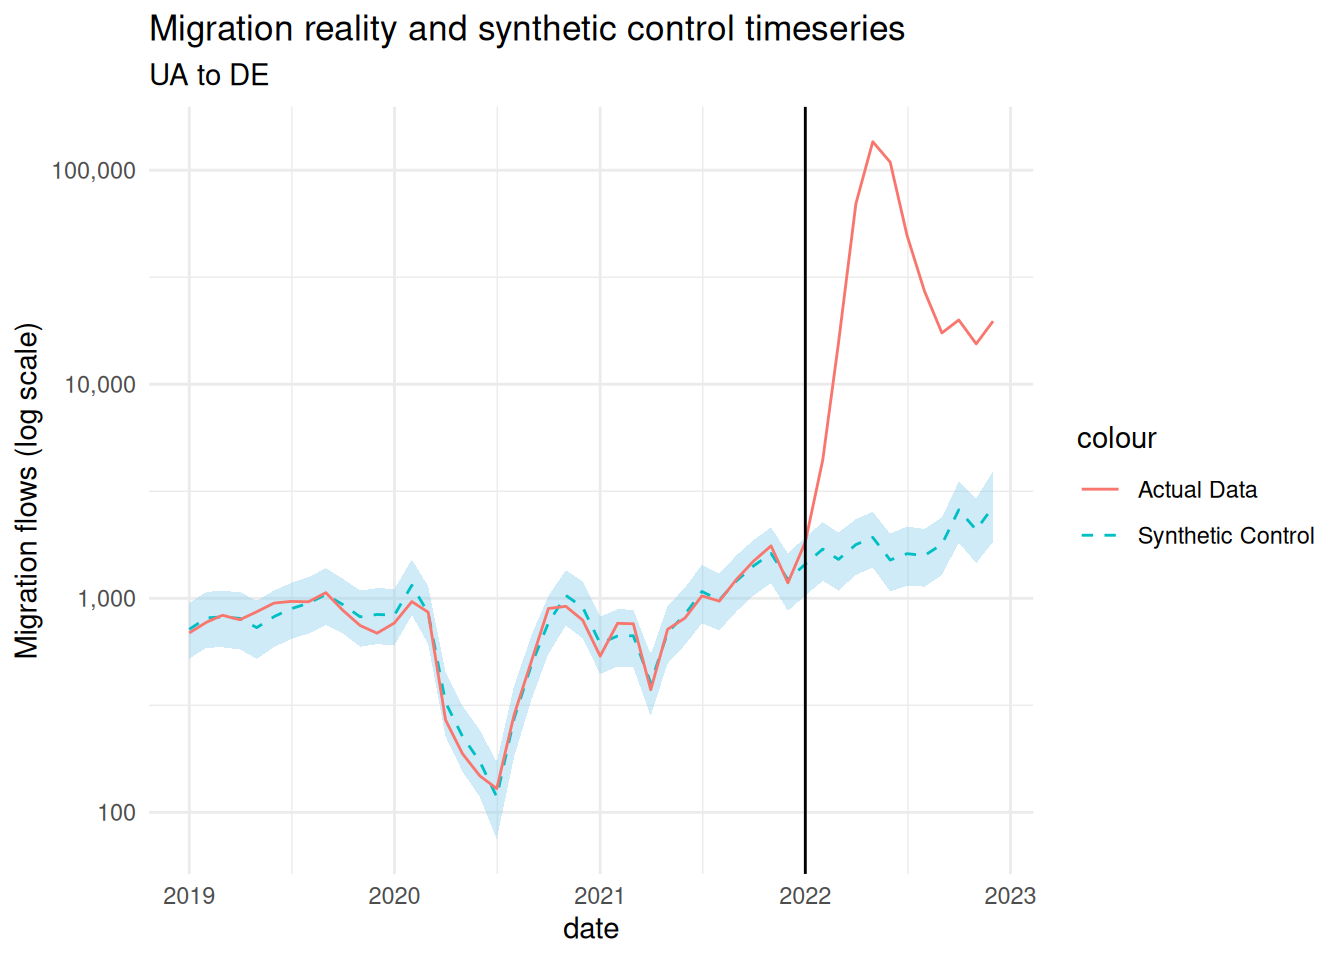 Migration reality and synthetic control timeseries
UA to DE
Migration flows (log scale)
100,000
10,000
1,000
100
2019
2020
2021
2022
2023
date
colour
Actual Data
Synthetic Control